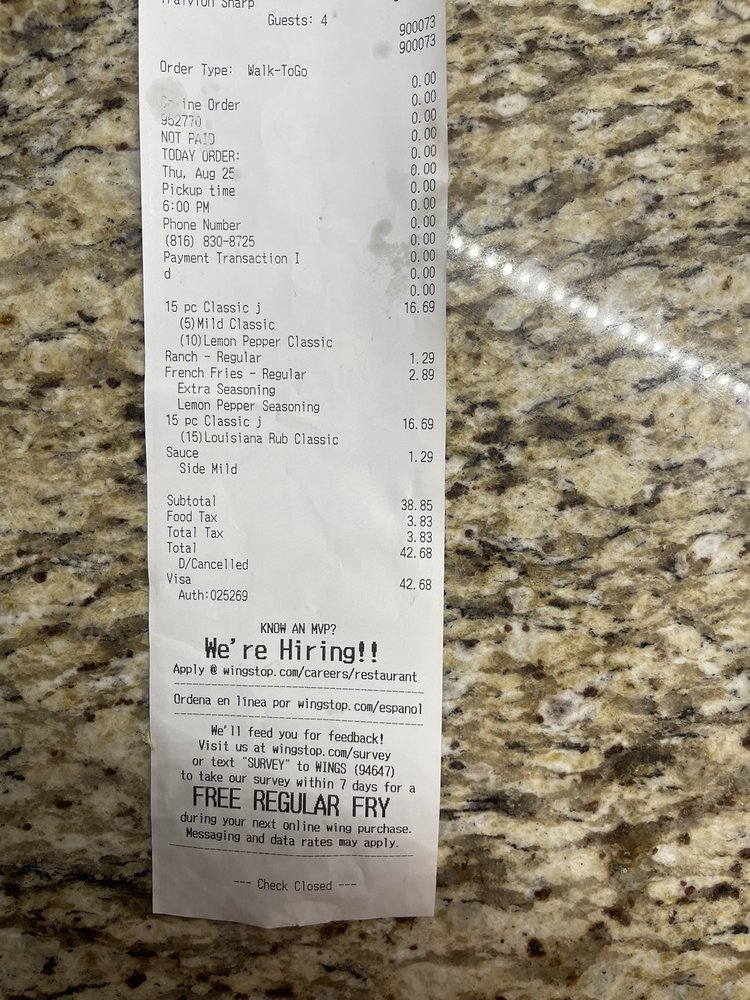 Sharp
Guests: 4
900073
900073
Order Type: Walk-ToGo
0.00
0.00
ine Order 0.00
952770 0.00
NOT PAID 0.00
TODAY ORDER: 0.00
Thu, Aug 25 0.00
Pickup time 0.00
6:00 PM 0.00
Phone Number 0.00
(816) 830-8725 0.00
Payment Transaction I 0.00
d 0.00
15 pc Classic j 16.69
(5)Mild Classic
(10)Lemon Pepper Classic
Ranch - Regular 1.29
French Fries - Regular 2.89
Extra Seasoning
Lemon Pepper Seasoning
15 pc Classic j 16.69
(15)Louisiana Rub Classic
Sauce 1.29
Side Mild
Subtotal 38.85
Food Tax 3.83
Total Tax 3.83
Total 42.68
D/Cancelled
Visa 42.68
Auth:025269
KNOW AN MVP?
We're Hiring!!
Apply @ wingstop.com/careers/restaurant
Ordena en linea por wingstop.com/espanol
We'll feed you for feedback!
Visit us at wingstop.com/survey
or text "SURVEY" to WINGS (94647)
to take our survey within 7 days for a
FREE REGULAR FRY
during your next online wing purchase.
Messaging and data rates may apply.
--- Check Closed ---